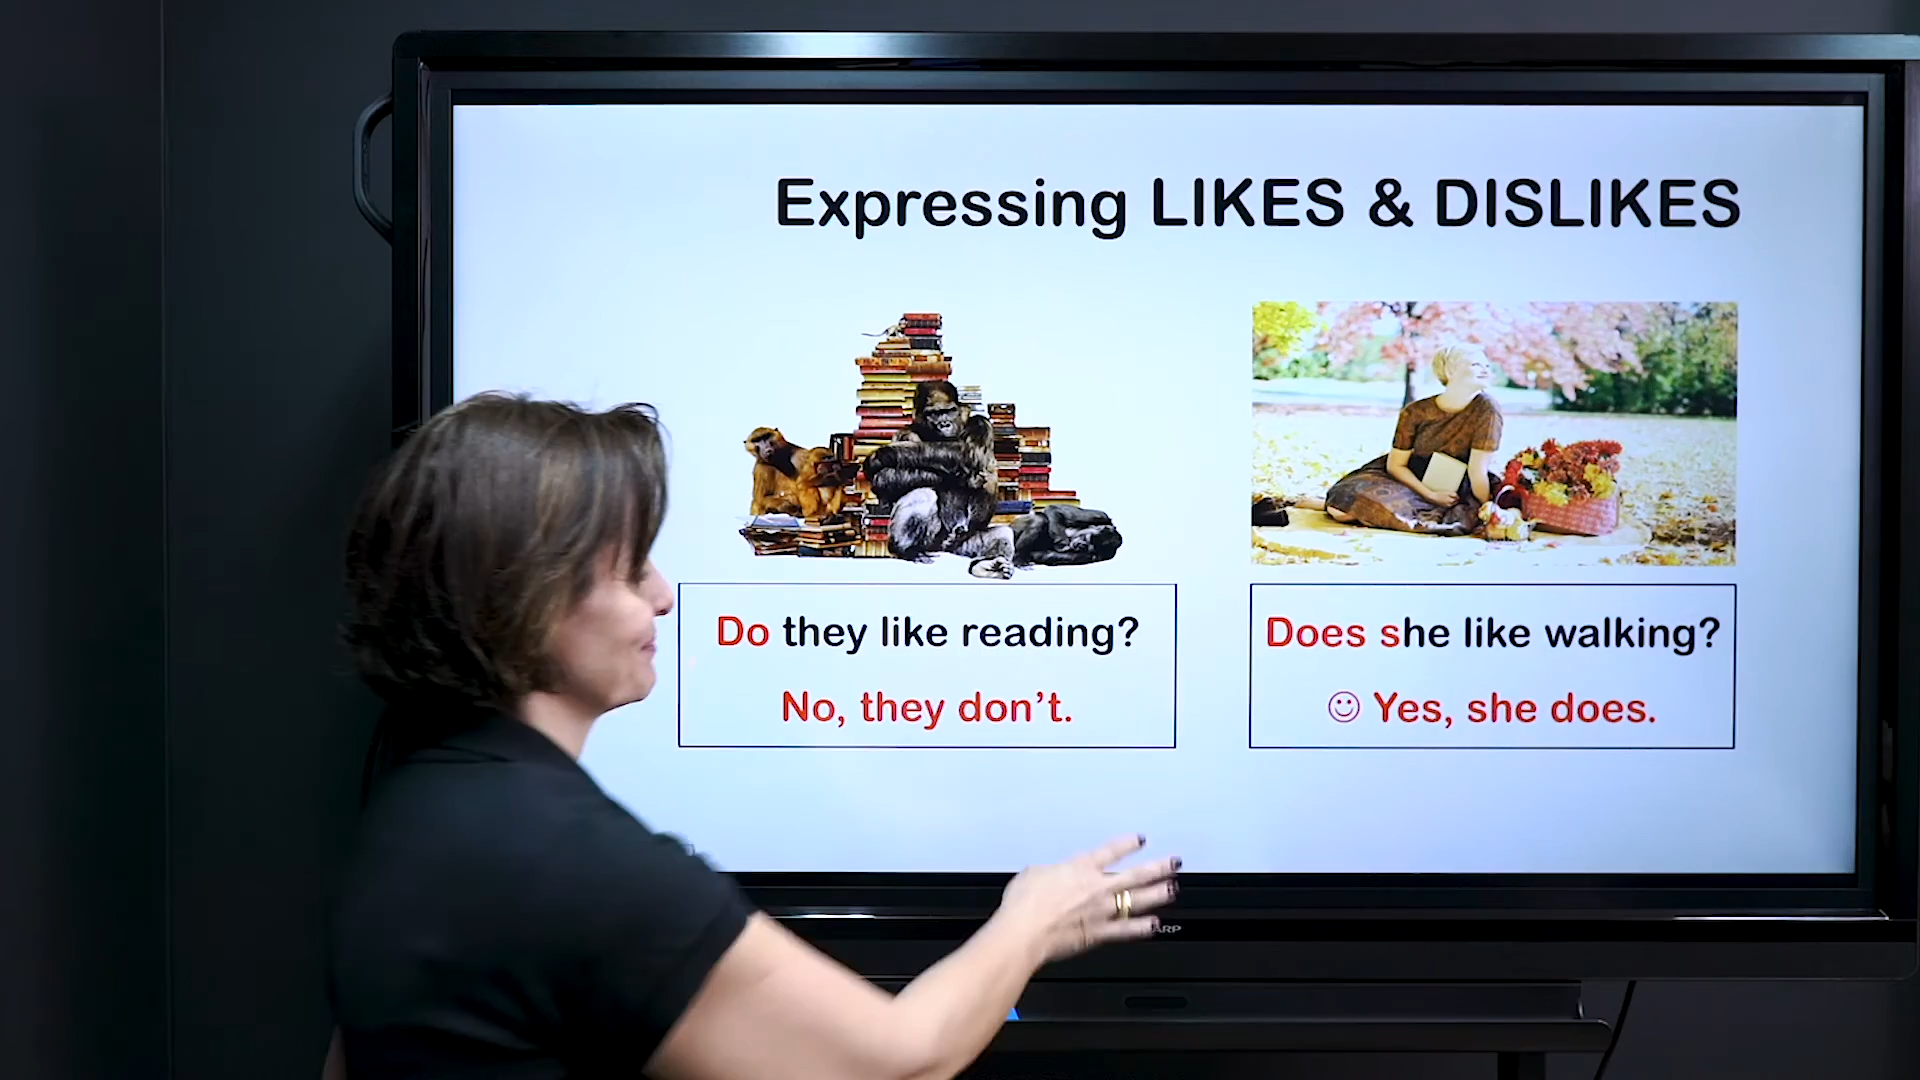 Expressing LIKES & DISLIKES
Do they like reading?
No, they don't.
Does she like walking?
☺ Yes, she does.